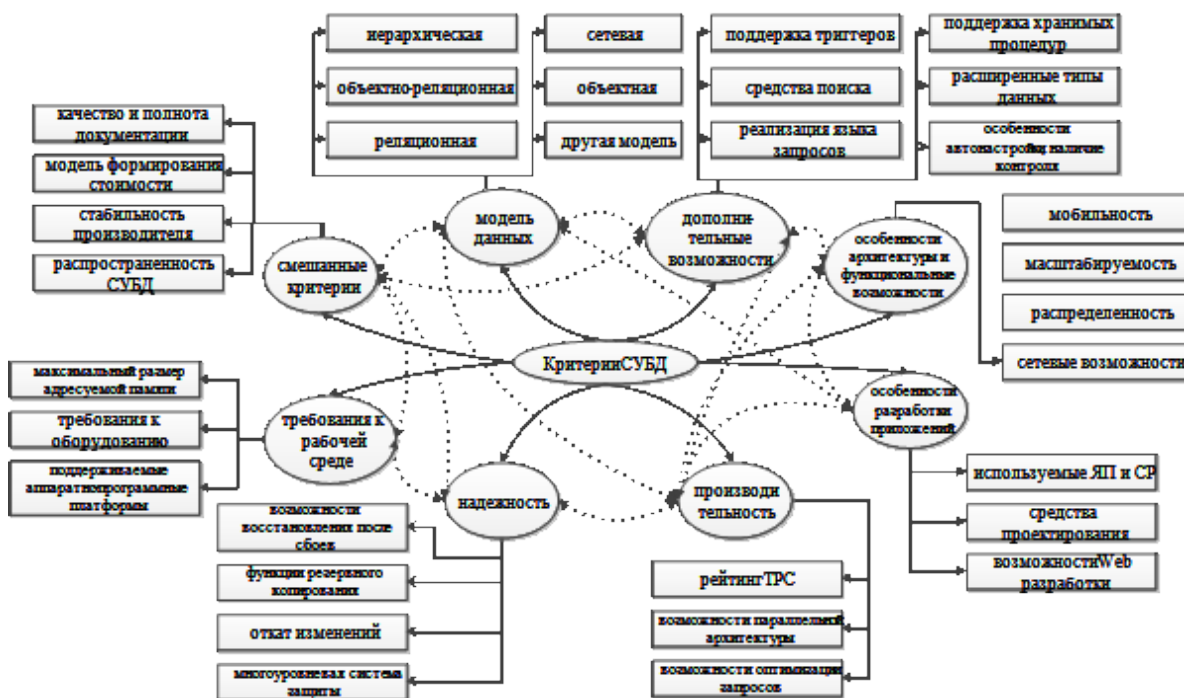 иерархическая
сетевая
поддержка триггеров
поддержка хранимых
процедур
объектно-реляционная
объектная
средства поиска
расширенные типы
данных
реляционная
другая модель
реализация языка
запросов
особенности
автонастройки, наличие
контроля
качество и полнота
документации
модель формирования
стоимости
стабильность
производителя
распространенность
СУБД
смешанные
критерии
модель
данных
дополни-
тельные
возможности
особенности
архитектуры и
функциональные
возможности
мобильность
масштабируемость
распределенность
сетевые возможности
КритерииСУБД
максимальный размер
адресуемой памяти
требования к
оборудованию
поддерживаемые
аппаратнопрограммные
платформы
требования к
рабочей
среде
надежность
производи
тельность
особенности
разработки
приложений
возможности
восстановления после
сбоев
функции резервного
копирования
откат изменений
многоуровневая система
защиты
рейтингTPC
возможности параллельной
архитектуры
возможности оптимизации
запросов
используемые ЯП и СР
средства
проектирования
возможностиWeb
разработки